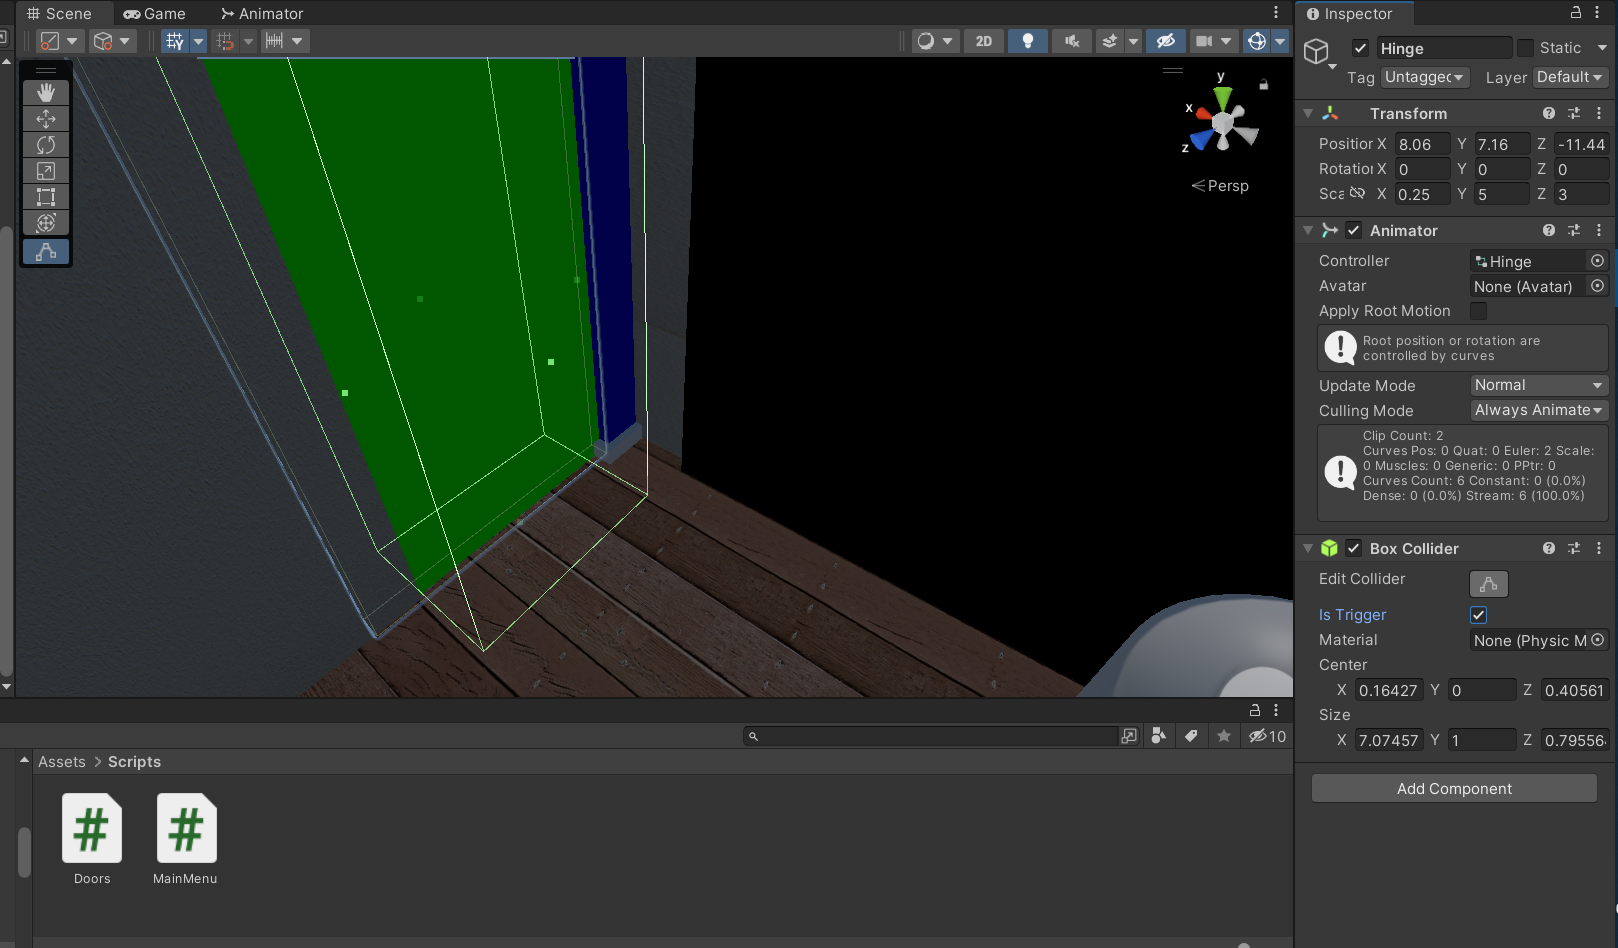 Scene
Game
Animator
2D
y
x
z
Persp
10
Assets > Scripts
Doors
MainMenu
Inspector
Hinge
Static
Tag Untaggec Layer Default
Transform
Position X 8.06 Y 7.16 Z -11.44
Rotation X 0 Y 0 Z 0
Sca X 0.25 Y 5 Z 3
Animator
Controller Hinge
Avatar None (Avatar)
Apply Root Motion
Root position or rotation are
controlled by curves
Update Mode Normal
Culling Mode Always Animate
Clip Count: 2
Curves Pos: 0 Quat: 0 Euler: 2 Scale:
0 Muscles: 0 Generic: 0 PPtr: 0
Curves Count: 6 Constant: 0 (0.0%)
Dense: 0 (0.0%) Stream: 6 (100.0%)
Box Collider
Edit Collider
Is Trigger
Material None (Physic M
Center
X 0.16427 Y 0 Z 0.40561
Size
X 7.07457 Y 1 Z 0.79556
Add Component